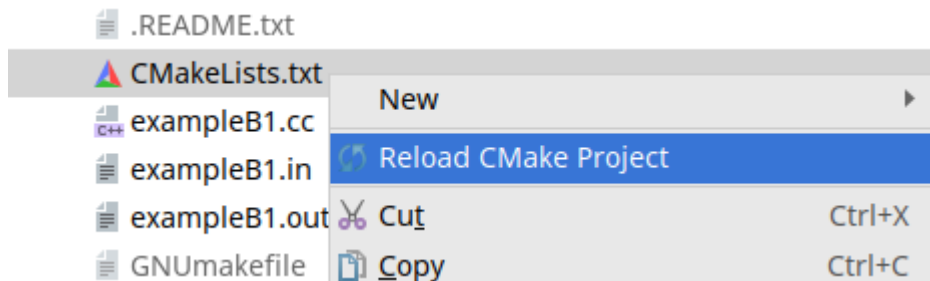 .README.txt
CMakeLists.txt
New
exampleB1.cc
C++
Reload CMake Project
exampleB1.in
exampleB1.out
Cut Ctrl+X
GNUmakefile
Copy Ctrl+C